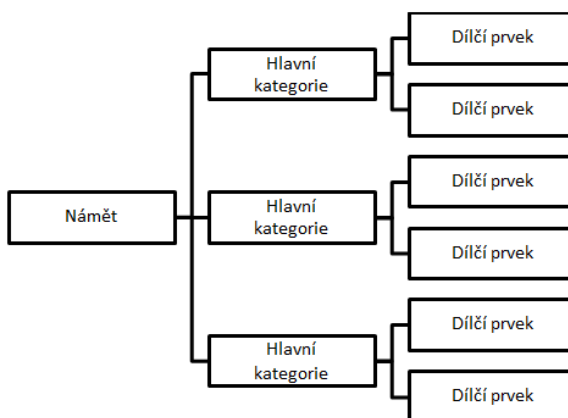 Námět
Hlavní
kategorie
Dílčí prvek
Dílčí prvek
Hlavní
kategorie
Dílčí prvek
Dílčí prvek
Hlavní
kategorie
Dílčí prvek
Dílčí prvek